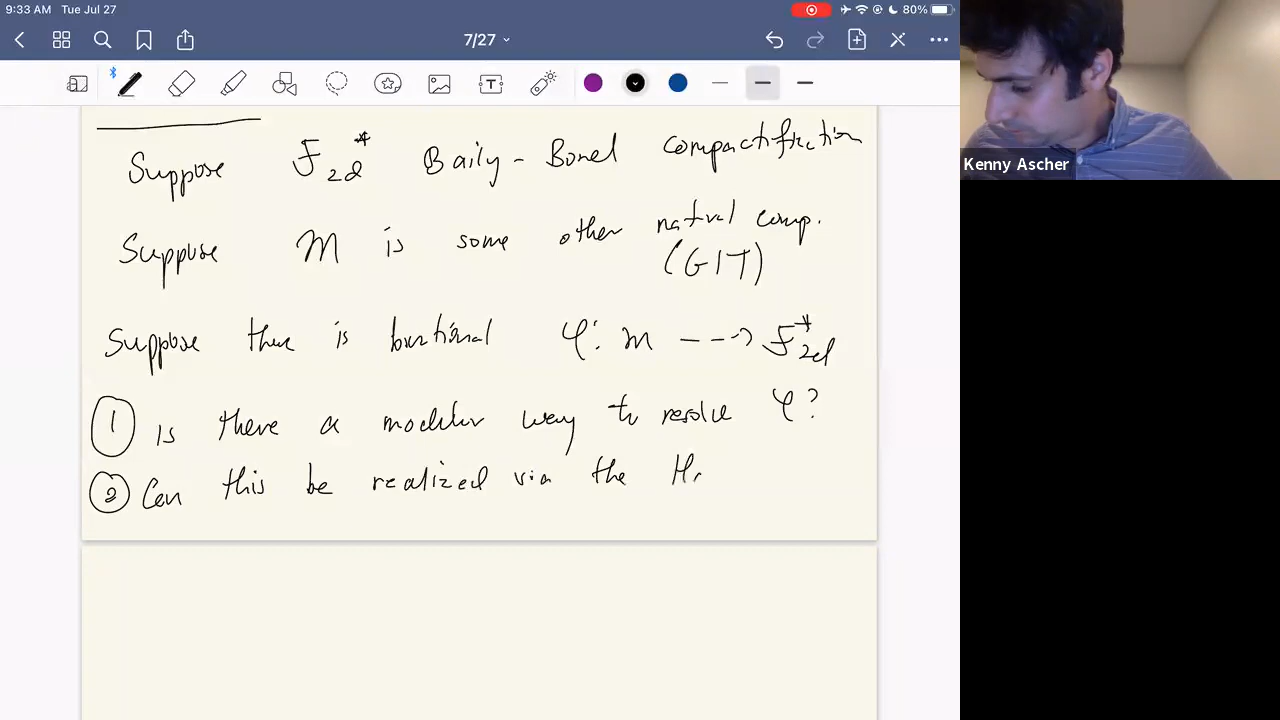 9:33 AM Tue Jul 27
80%
7/27
T
Kenny Ascher
Suppose F_{2d}^* Baily-Borel compactification
Suppose M is some other natural comp.
(GIT)
Suppose there is birational φ: M --→ F_{2d}^*
① Is there a modular way to resolve φ?
② Can this be realized via the